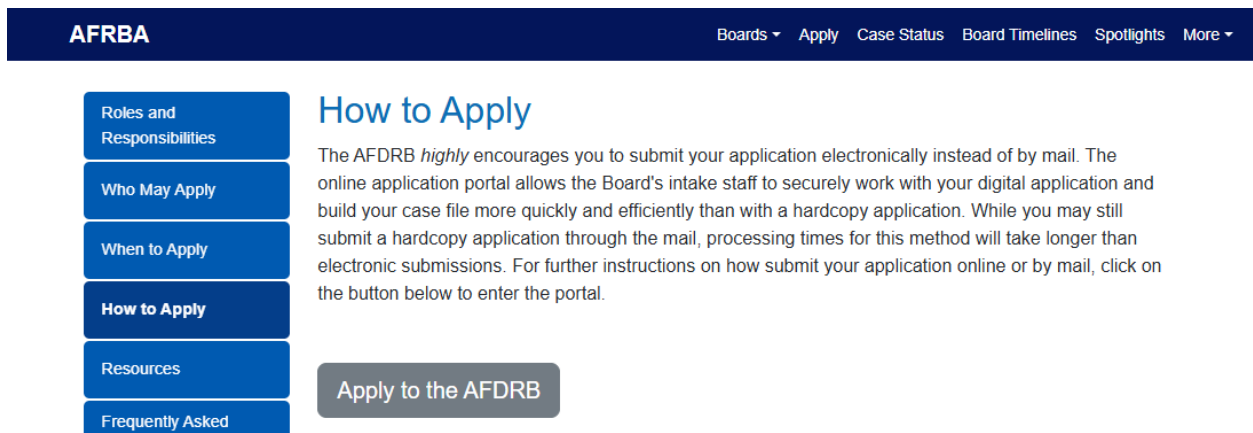 AFRBA
Boards Apply Case Status Board Timelines Spotlights More
Roles and
Responsibilities
Who May Apply
When to Apply
How to Apply
Resources
Frequently Asked
How to Apply
The AFDRB highly encourages you to submit your application electronically instead of by mail. The
online application portal allows the Board's intake staff to securely work with your digital application and
build your case file more quickly and efficiently than with a hardcopy application. While you may still
submit a hardcopy application through the mail, processing times for this method will take longer than
electronic submissions. For further instructions on how submit your application online or by mail, click on
the button below to enter the portal.
Apply to the AFDRB